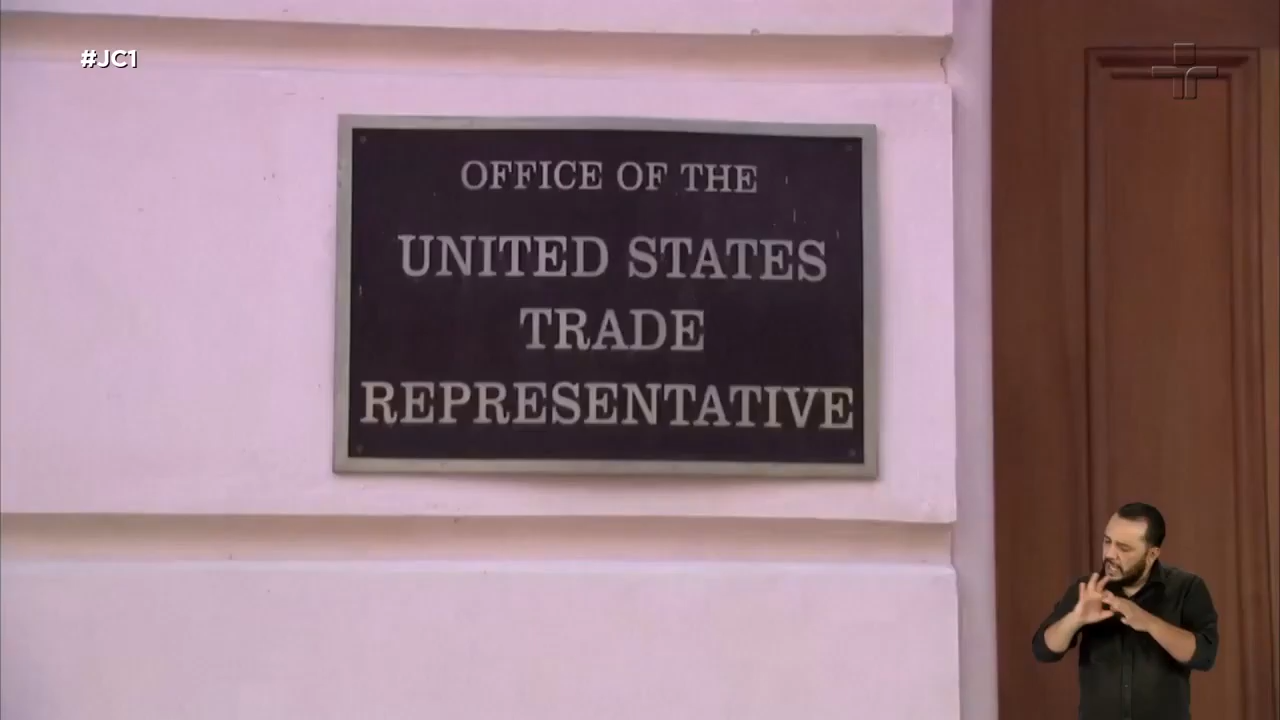 #JC1
OFFICE OF THE
UNITED STATES
TRADE
REPRESENTATIVE